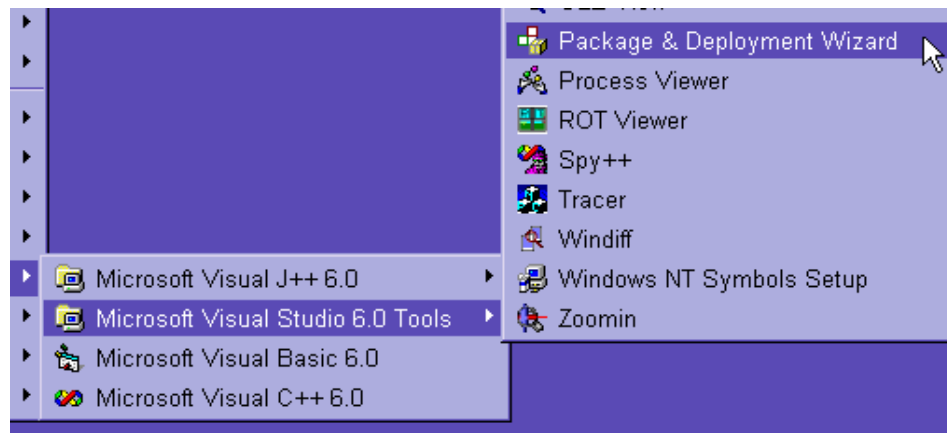 Package & Deployment Wizard
Process Viewer
ROT Viewer
Spy++
Tracer
Windiff
Windows NT Symbols Setup
Zoomin
Microsoft Visual J++ 6.0
Microsoft Visual Studio 6.0 Tools
Microsoft Visual Basic 6.0
Microsoft Visual C++ 6.0